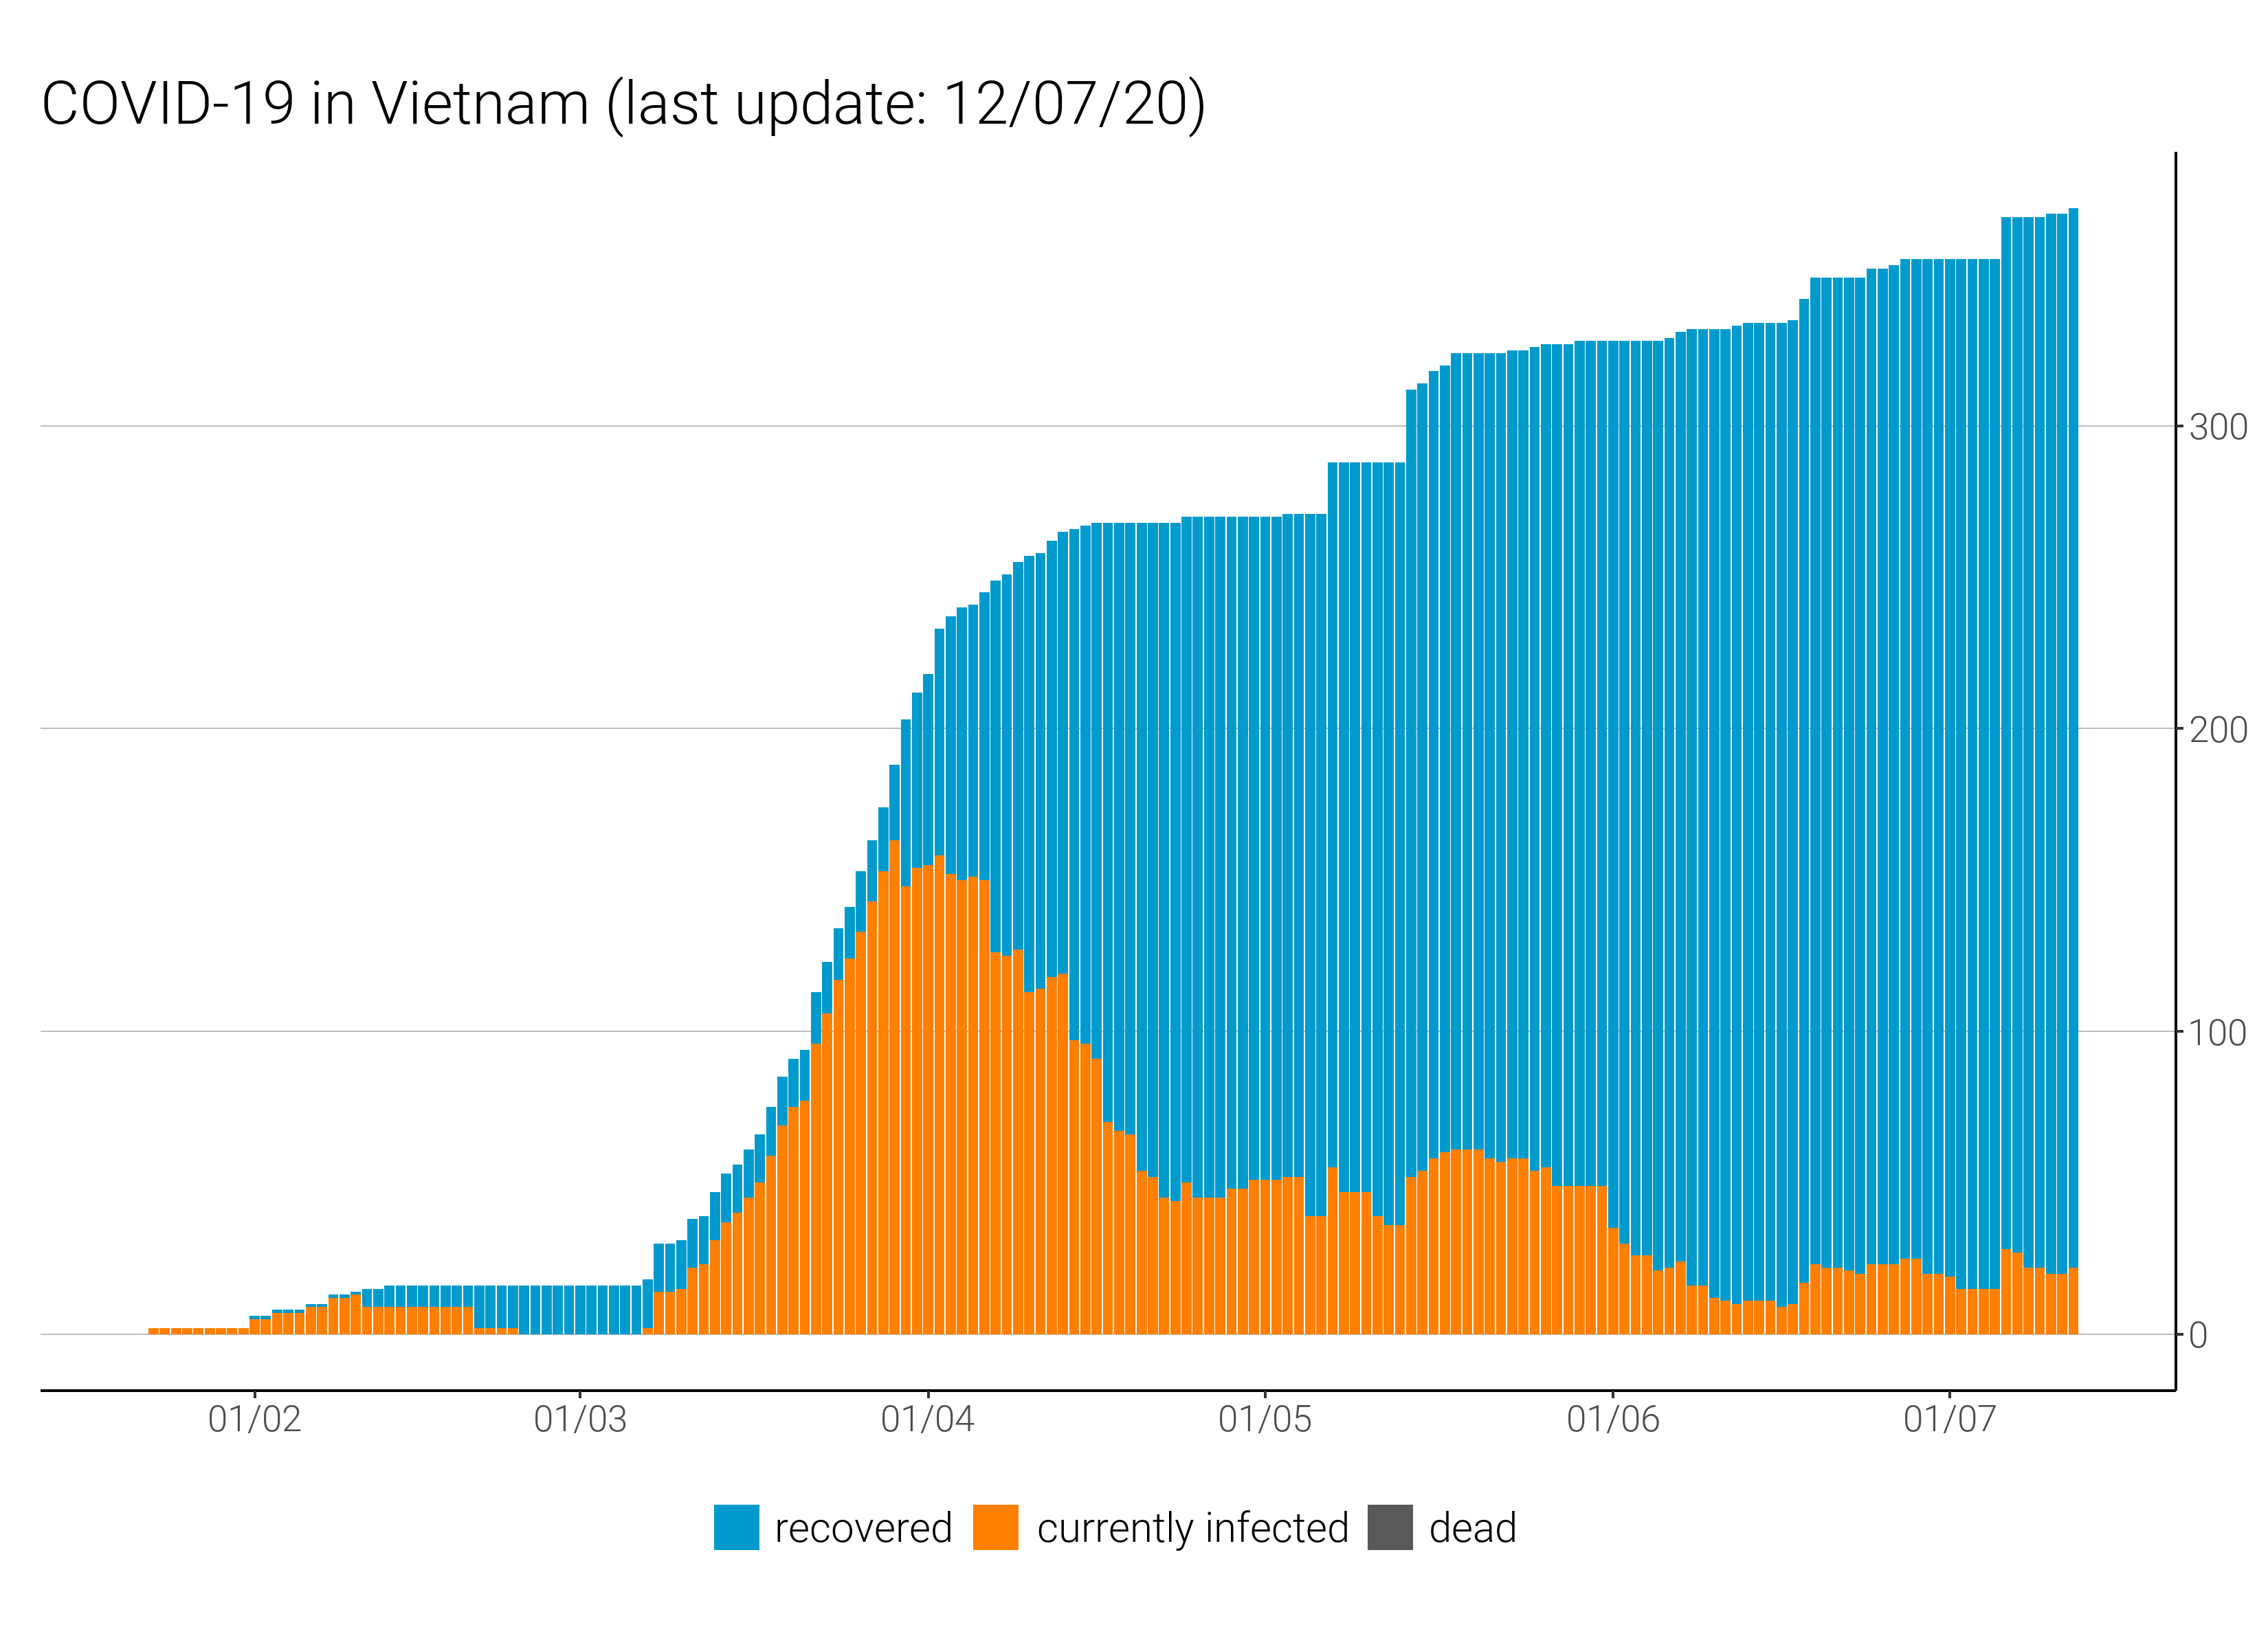 COVID-19 in Vietnam (last update: 12/07/20)
300
200
100
0
01/02 01/03 01/04 01/05 01/06 01/07
recovered currently infected dead